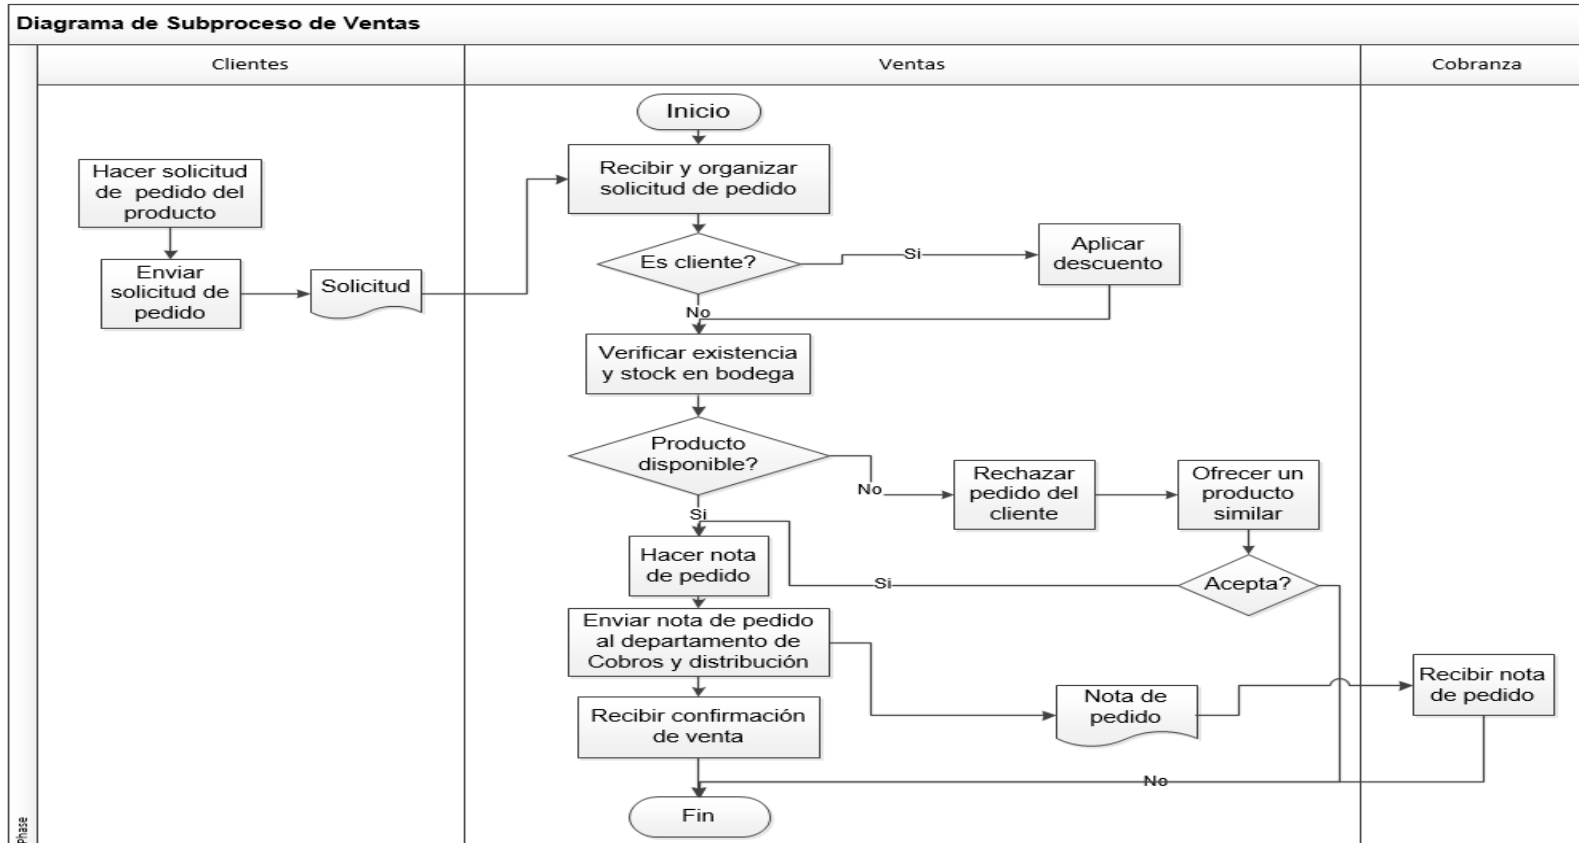 Diagrama de Subproceso de Ventas
Clientes
Ventas
Cobranza
Inicio
Hacer solicitud
de pedido del
producto
Recibir y organizar
solicitud de pedido
Es cliente?
Si
Aplicar
descuento
Enviar
solicitud de
pedido
Solicitud
No
Verificar existencia
y stock en bodega
Producto
disponible?
No
Rechazar
pedido del
cliente
Ofrecer un
producto
similar
Si
Hacer nota
de pedido
Si
Acepta?
Enviar nota de pedido
al departamento de
Cobros y distribución
Recibir nota
de pedido
Nota de
pedido
Recibir confirmación
de venta
No
Fin
Phase